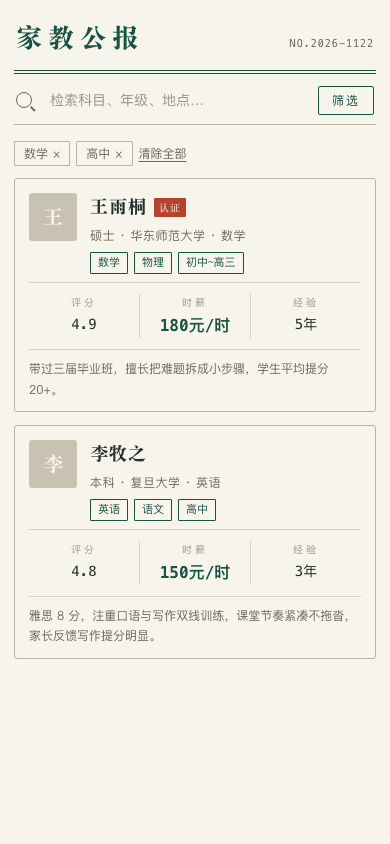 家教公报
NO.2026-1122
检索科目、年级、地点...
筛选
数学 × 高中 × 清除全部
王
王雨桐 认证
硕士 · 华东师范大学 · 数学
数学 物理 初中~高三
评分 时薪 经验
4.9 180元/时 5年
带过三届毕业班，擅长把难题拆成小步骤，学生平均提分
20+。
李
李牧之
本科 · 复旦大学 · 英语
英语 语文 高中
评分 时薪 经验
4.8 150元/时 3年
雅思 8 分，注重口语与写作双线训练，课堂节奏紧凑不拖沓，
家长反馈写作提分明显。